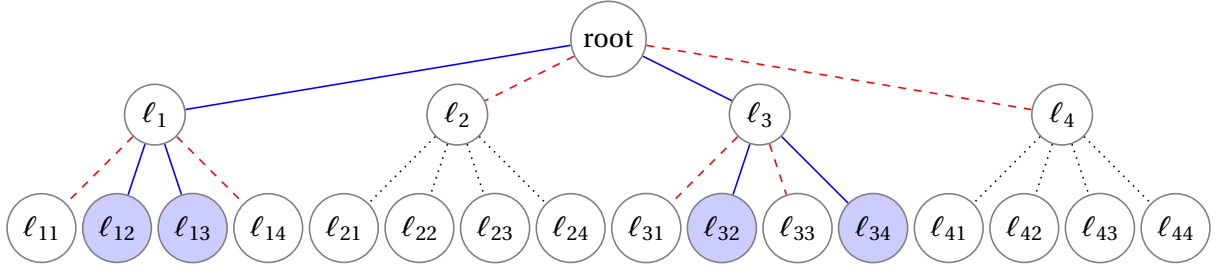 root
ℓ₁ ℓ₂ ℓ₃ ℓ₄
ℓ₁₁ ℓ₁₂ ℓ₁₃ ℓ₁₄ ℓ₂₁ ℓ₂₂ ℓ₂₃ ℓ₂₄ ℓ₃₁ ℓ₃₂ ℓ₃₃ ℓ₃₄ ℓ₄₁ ℓ₄₂ ℓ₄₃ ℓ₄₄